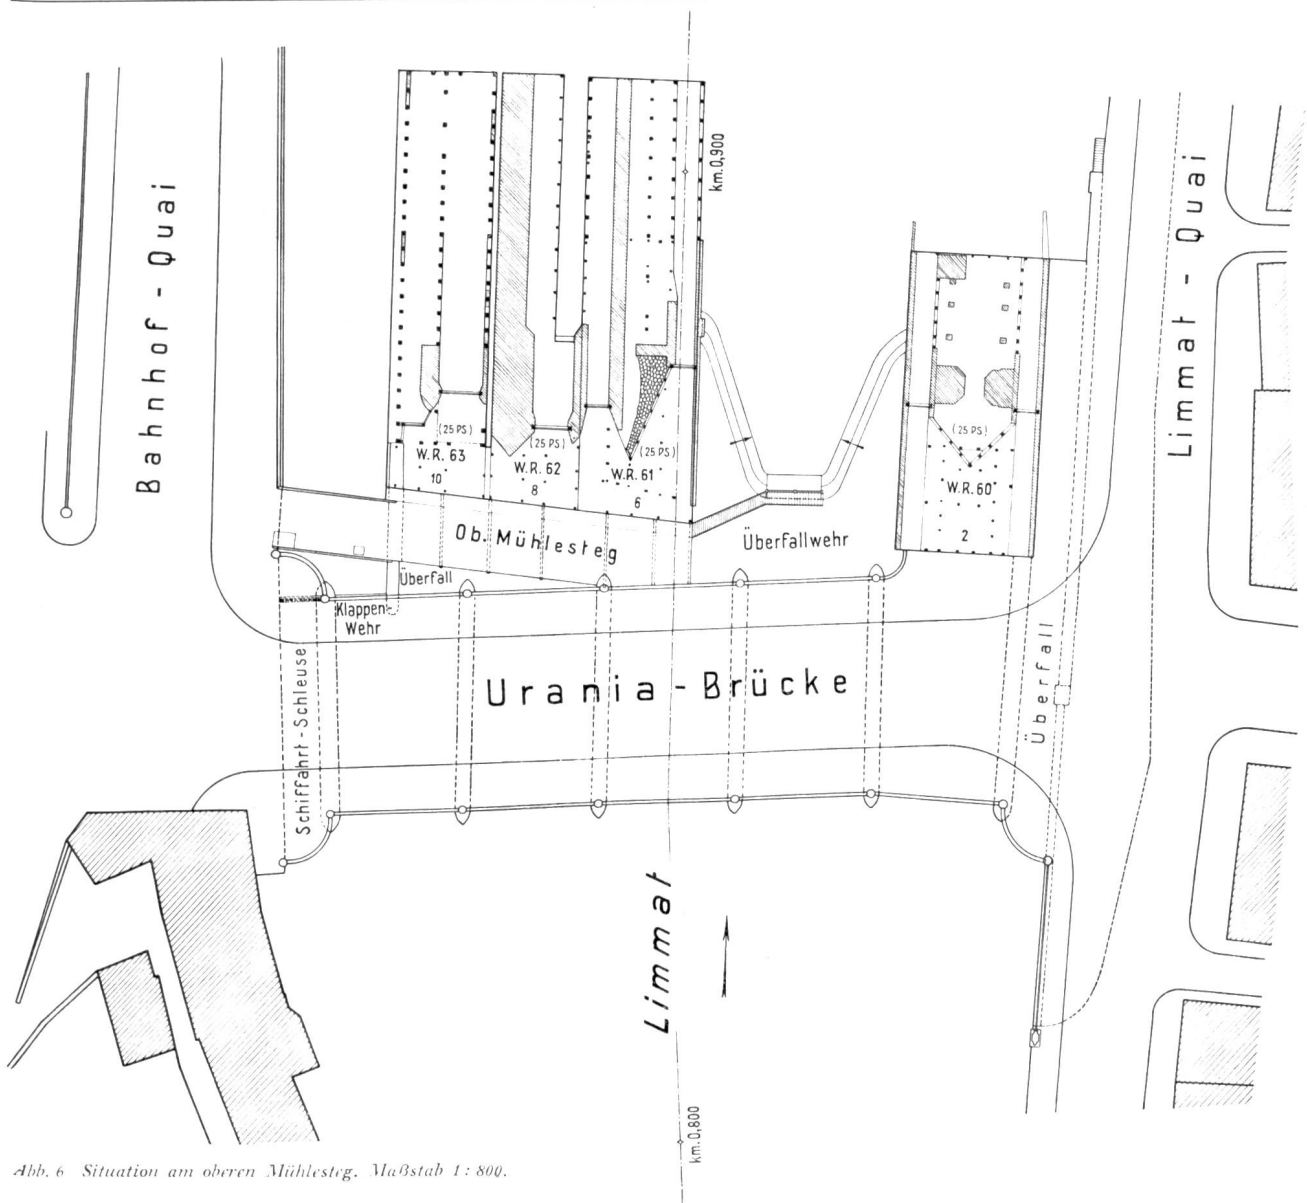 km. 0,900
Bahnhof-Quai
Limmat-Quai
(25 PS)
W.R. 63
10
(25 PS)
W.R. 62
8
(25 PS)
W.R. 61
6
(25 PS)
W.R. 60
2
Ob. Mühlesteg
Überfallwehr
Überfall
Klappen-
Wehr
Schiffahrt-Schleuse
Urania-Brücke
Überfall
Limmat
km. 0,800
Abb. 6 Situation am oberen Mühlesteg. Maßstab 1 : 800.